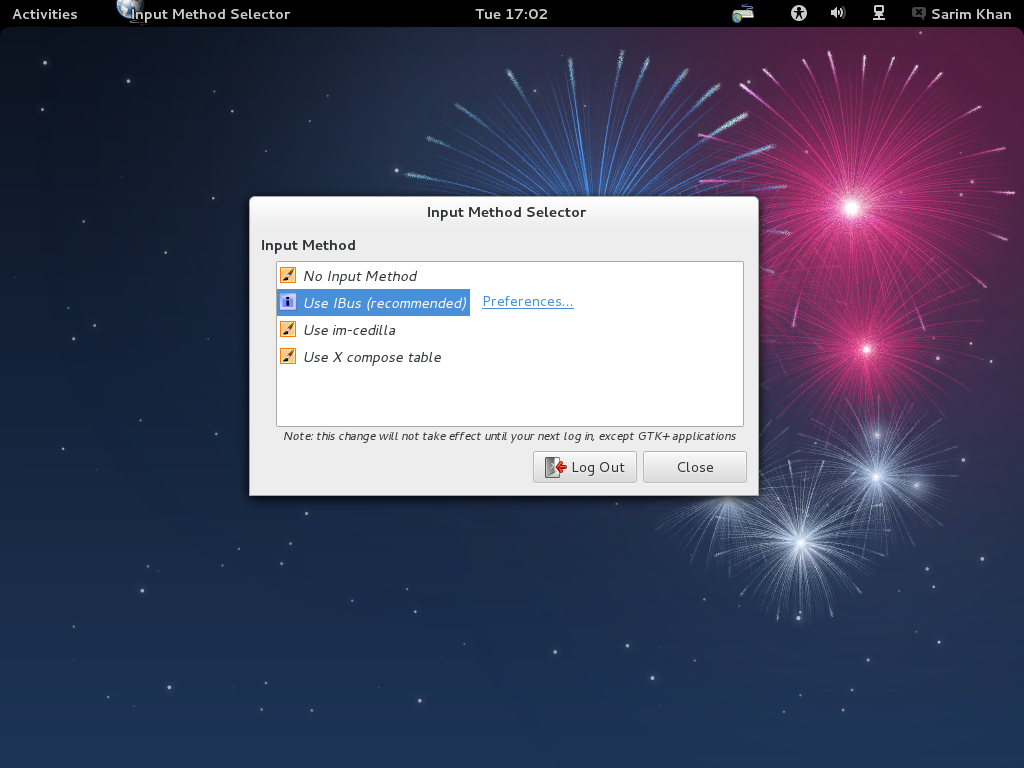 Activities Input Method Selector Tue 17:02 Sarim Khan
Input Method Selector
Input Method
No Input Method
Use IBus (recommended) Preferences...
Use im-cedilla
Use X compose table
Note: this change will not take effect until your next log in, except GTK+ applications
Log Out Close